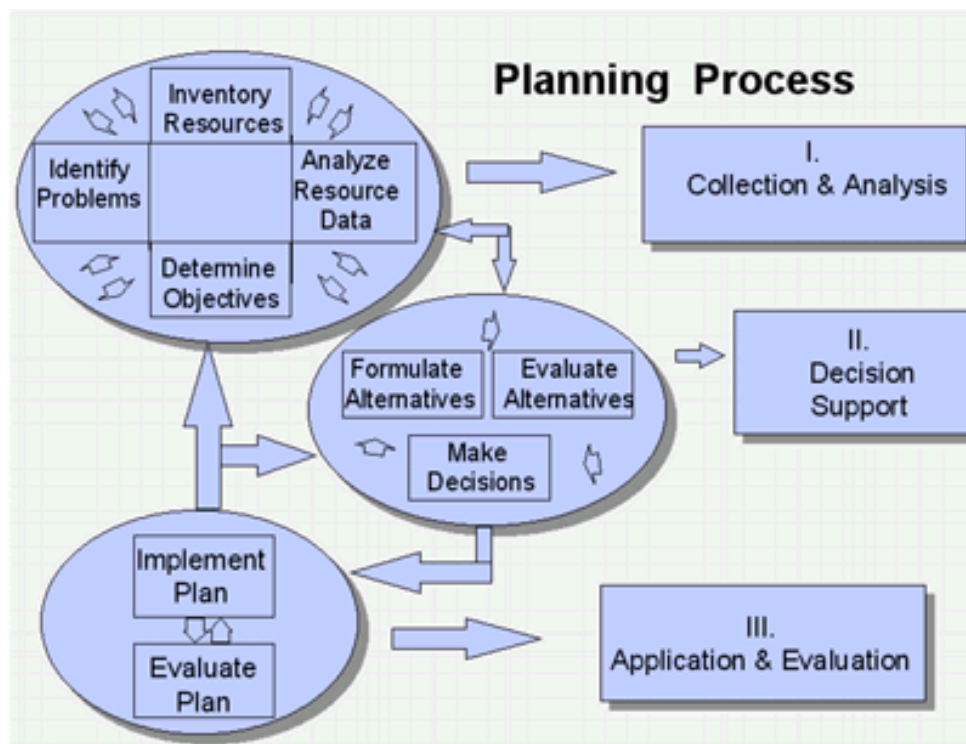 Planning Process
Inventory
Resources
Identify
Problems
Analyze
Resource
Data
Determine
Objectives
I.
Collection & Analysis
Formulate
Alternatives
Evaluate
Alternatives
Make
Decisions
II.
Decision
Support
Implement
Plan
Evaluate
Plan
III.
Application & Evaluation